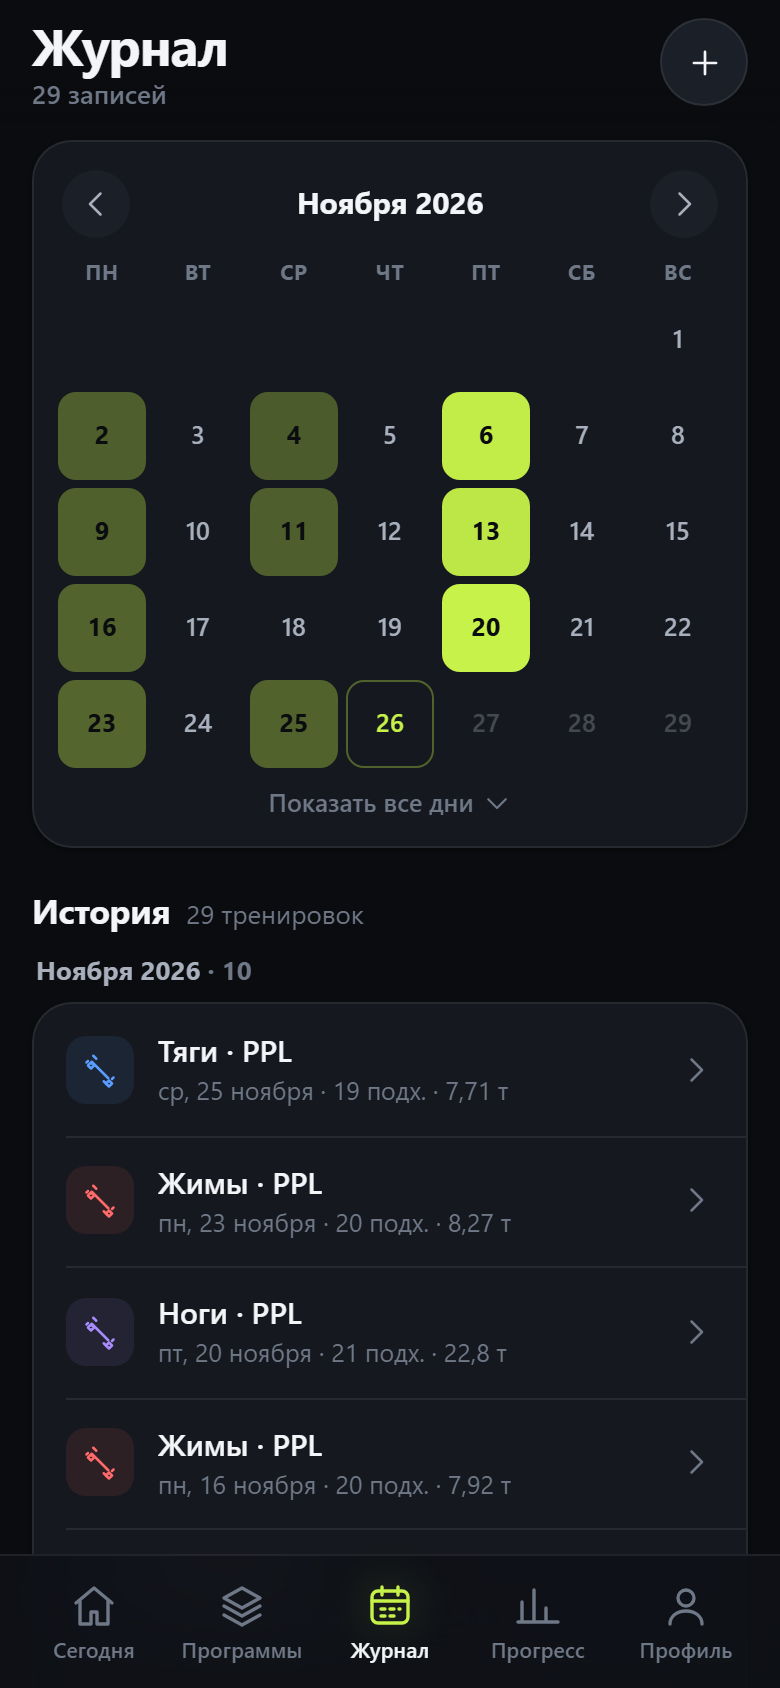 Журнал
29 записей
Ноября 2026
ПН ВТ СР ЧТ ПТ СБ ВС
1
2 3 4 5 6 7 8
9 10 11 12 13 14 15
16 17 18 19 20 21 22
23 24 25 26 27 28 29
Показать все дни
История 29 тренировок
Ноября 2026 · 10
Тяги · PPL
ср, 25 ноября · 19 подх. · 7,71 т
Жимы · PPL
пн, 23 ноября · 20 подх. · 8,27 т
Ноги · PPL
пт, 20 ноября · 21 подх. · 22,8 т
Жимы · PPL
пн, 16 ноября · 20 подх. · 7,92 т
Сегодня Программы Журнал Прогресс Профиль